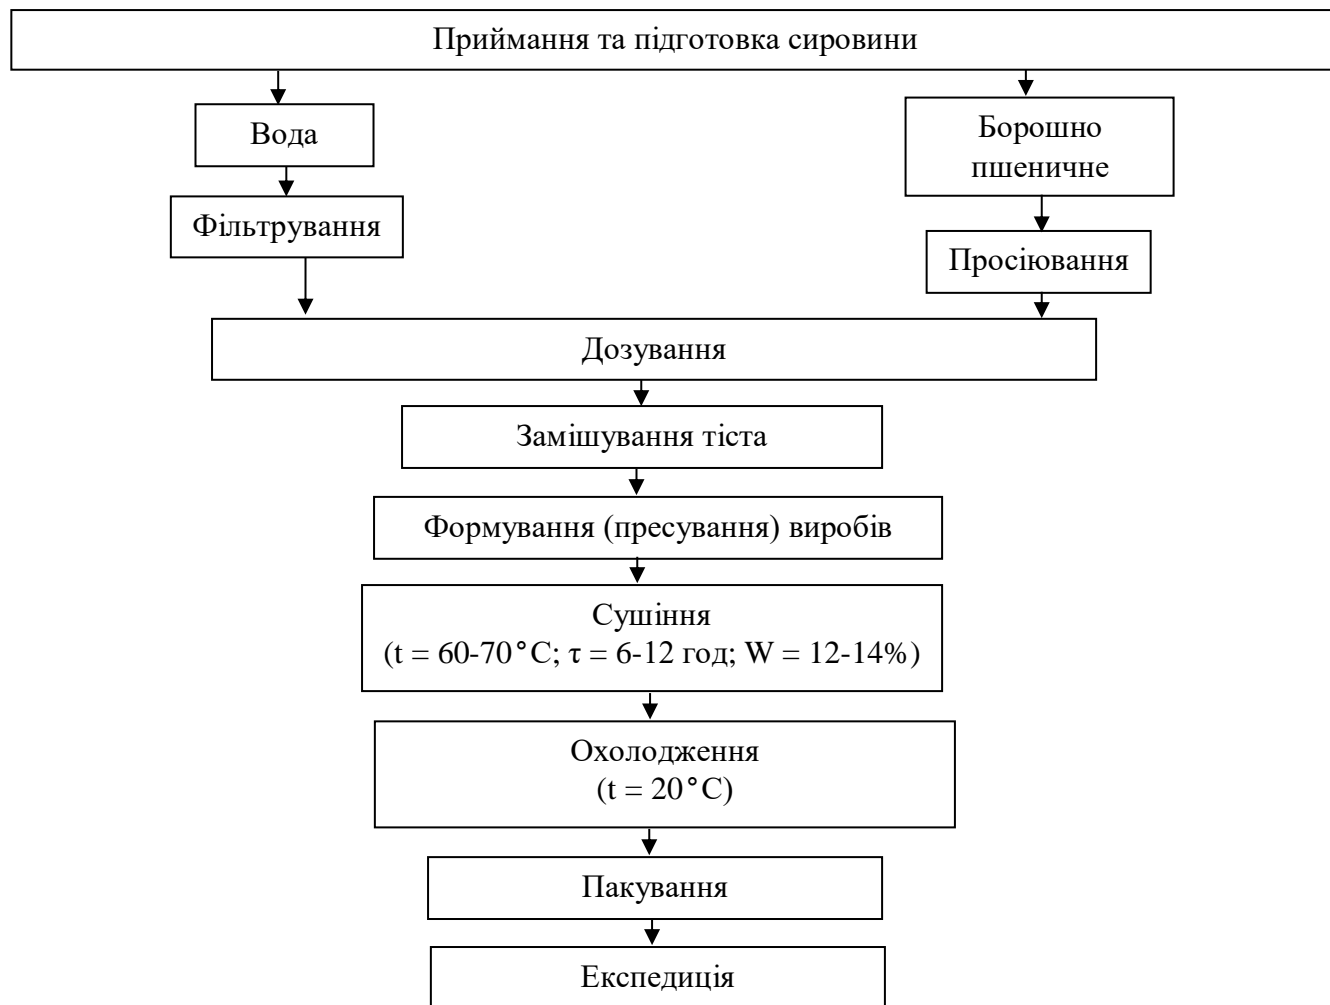 Приймання та підготовка сировини
Вода
Борошно
пшеничне
Фільтрування
Просіювання
Дозування
Замішування тіста
Формування (пресування) виробів
Сушіння
(t = 60-70°С; τ = 6-12 год; W = 12-14%)
Охолодження
(t = 20°С)
Пакування
Експедиція